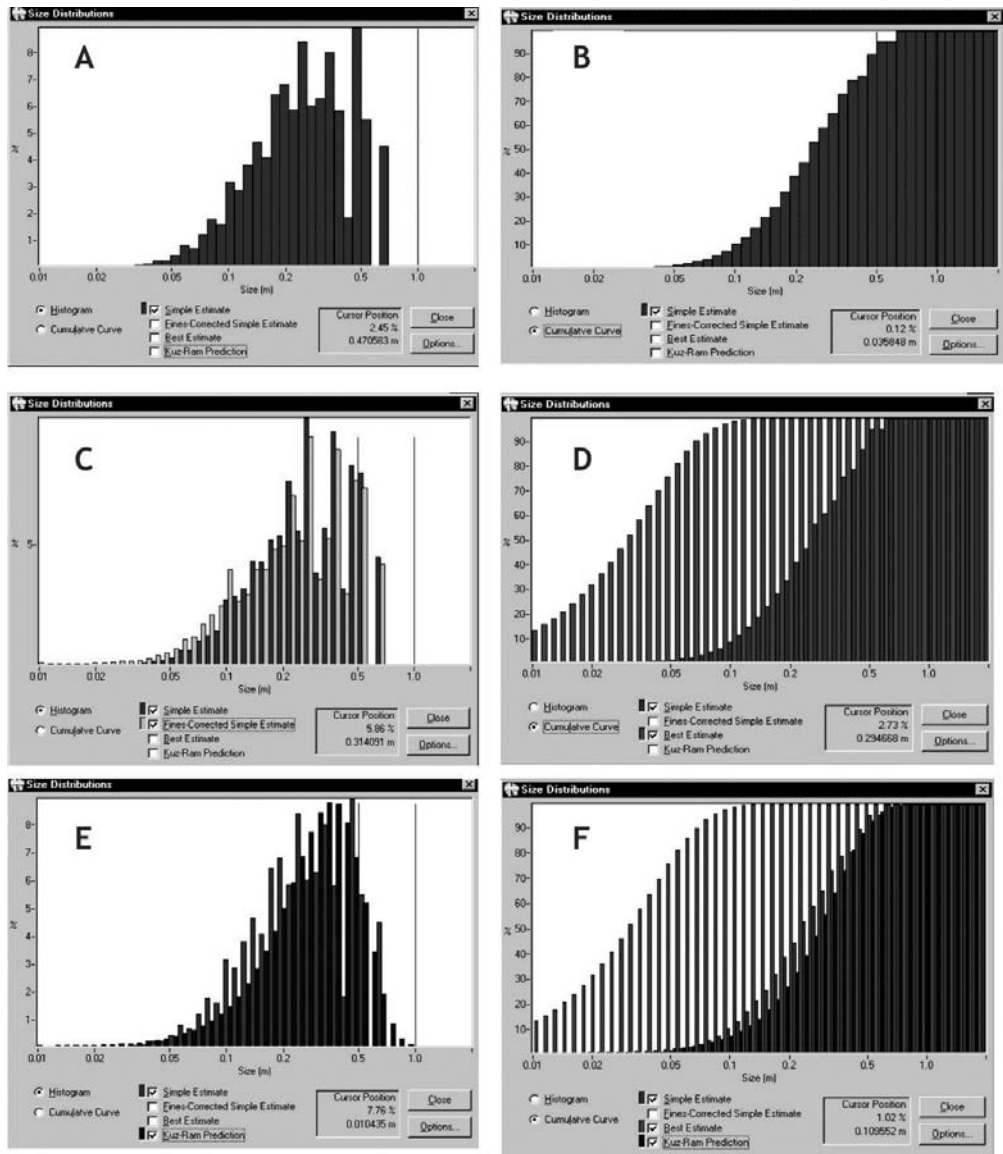 Size Distributions
A
8-
7-
6-
5-
4-
3-
2-
1-
%
0.01 0.02 0.05 0.1 0.2 0.5 1.0
Size (m)
Histogram
Cumulatve Curve
Simple Estimate
Fines-Corrected Simple Estimate
Best Estimate
Kuz-Ram Prediction
Cursor Position
2.45 %
0.470583 m
Close
Options...
Size Distributions
B
90-
80-
70-
60-
50-
40-
30-
20-
10-
%
0.01 0.02 0.05 0.1 0.2 0.5 1.0
Size (m)
Histogram
Cumulatve Curve
Simple Estimate
Fines-Corrected Simple Estimate
Best Estimate
Kuz-Ram Prediction
Cursor Position
0.12 %
0.035848 m
Close
Options...
Size Distributions
C
5-
%
0.01 0.02 0.05 0.1 0.2 0.5 1.0
Size (m)
Histogram
Cumulatve Curve
Simple Estimate
Fines-Corrected Simple Estimate
Best Estimate
Kuz-Ram Prediction
Cursor Position
5.86 %
0.314091 m
Close
Options...
Size Distributions
D
90-
80-
70-
60-
50-
40-
30-
20-
10-
%
0.01 0.02 0.05 0.1 0.2 0.5 1.0
Size (m)
Histogram
Cumulatve Curve
Simple Estimate
Fines-Corrected Simple Estimate
Best Estimate
Kuz-Ram Prediction
Cursor Position
2.73 %
0.294668 m
Close
Options...
Size Distributions
E
8-
7-
6-
5-
4-
3-
2-
1-
%
0.01 0.02 0.05 0.1 0.2 0.5 1.0
Size (m)
Histogram
Cumulatve Curve
Simple Estimate
Fines-Corrected Simple Estimate
Best Estimate
Kuz-Ram Prediction
Cursor Position
7.76 %
0.010435 m
Close
Options...
Size Distributions
F
90-
80-
70-
60-
50-
40-
30-
20-
10-
%
0.01 0.02 0.05 0.1 0.2 0.5 1.0
Size (m)
Histogram
Cumulatve Curve
Simple Estimate
Fines-Corrected Simple Estimate
Best Estimate
Kuz-Ram Prediction
Cursor Position
1.02 %
0.109552 m
Close
Options...